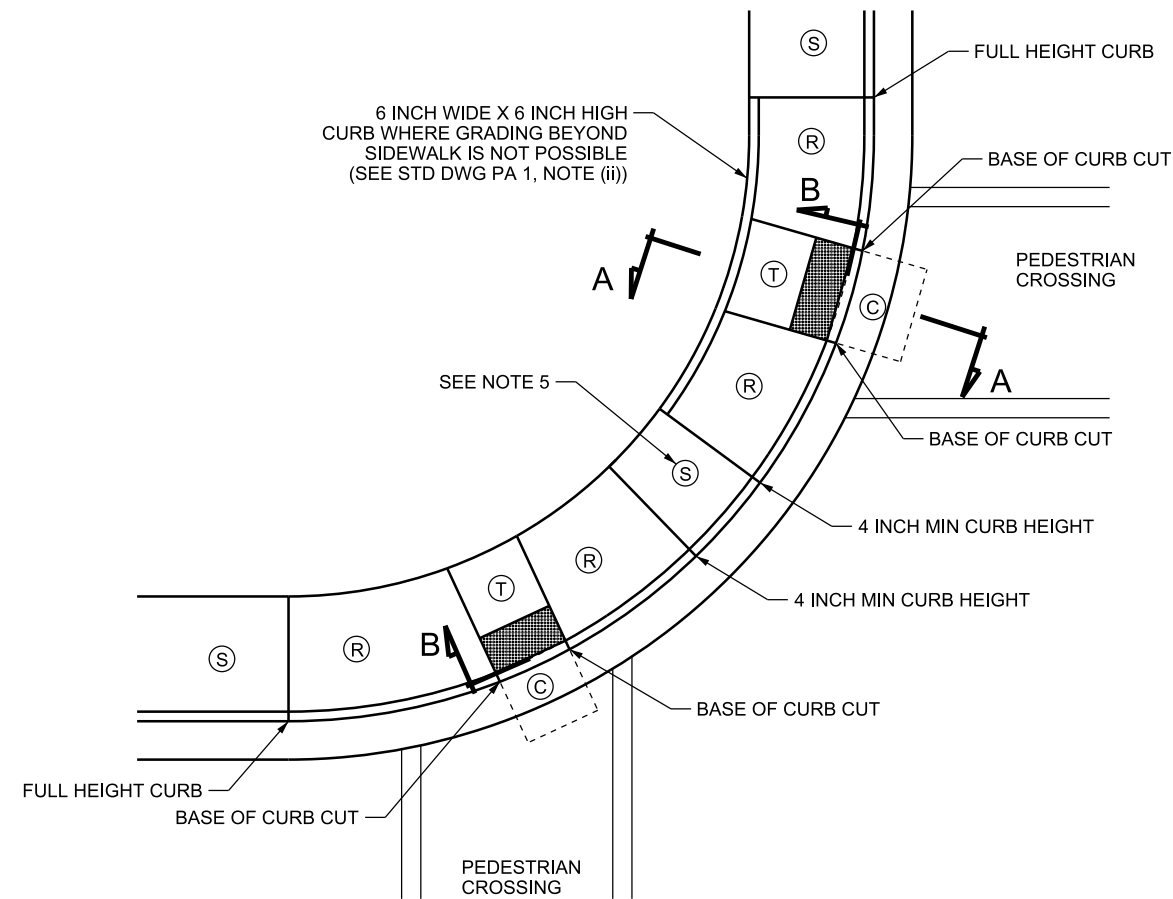 S
FULL HEIGHT CURB
6 INCH WIDE X 6 INCH HIGH
CURB WHERE GRADING BEYOND
SIDEWALK IS NOT POSSIBLE
(SEE STD DWG PA 1, NOTE (ii))
R
BASE OF CURB CUT
B
PEDESTRIAN
CROSSING
A
T
C
A
SEE NOTE 5
R
BASE OF CURB CUT
S
4 INCH MIN CURB HEIGHT
R
T
4 INCH MIN CURB HEIGHT
S
R
B
C
BASE OF CURB CUT
FULL HEIGHT CURB
BASE OF CURB CUT
PEDESTRIAN
CROSSING